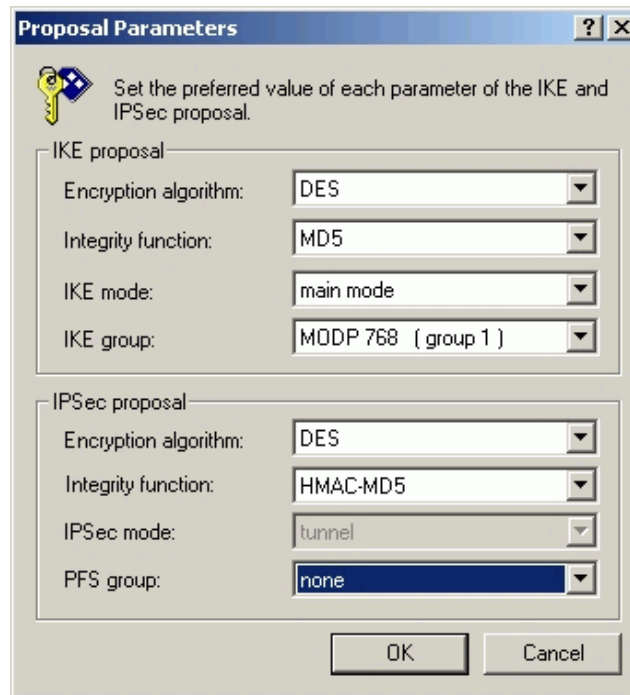 Proposal Parameters
Set the preferred value of each parameter of the IKE and
IPSec proposal.
IKE proposal
Encryption algorithm: DES
Integrity function: MD5
IKE mode: main mode
IKE group: MODP 768 ( group 1 )
IPSec proposal
Encryption algorithm: DES
Integrity function: HMAC-MD5
IPSec mode: tunnel
PFS group: none
OK Cancel